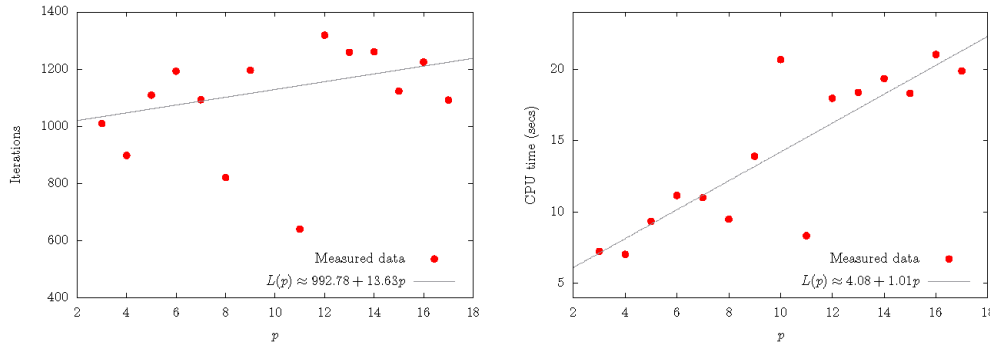 1400
1200
1000
800
600
400
Iterations
2 4 6 8 10 12 14 16 18
p
Measured data
L(p) ≈ 992.78 + 13.63p
20
15
10
5
CPU time (secs)
2 4 6 8 10 12 14 16 18
p
Measured data
L(p) ≈ 4.08 + 1.01p